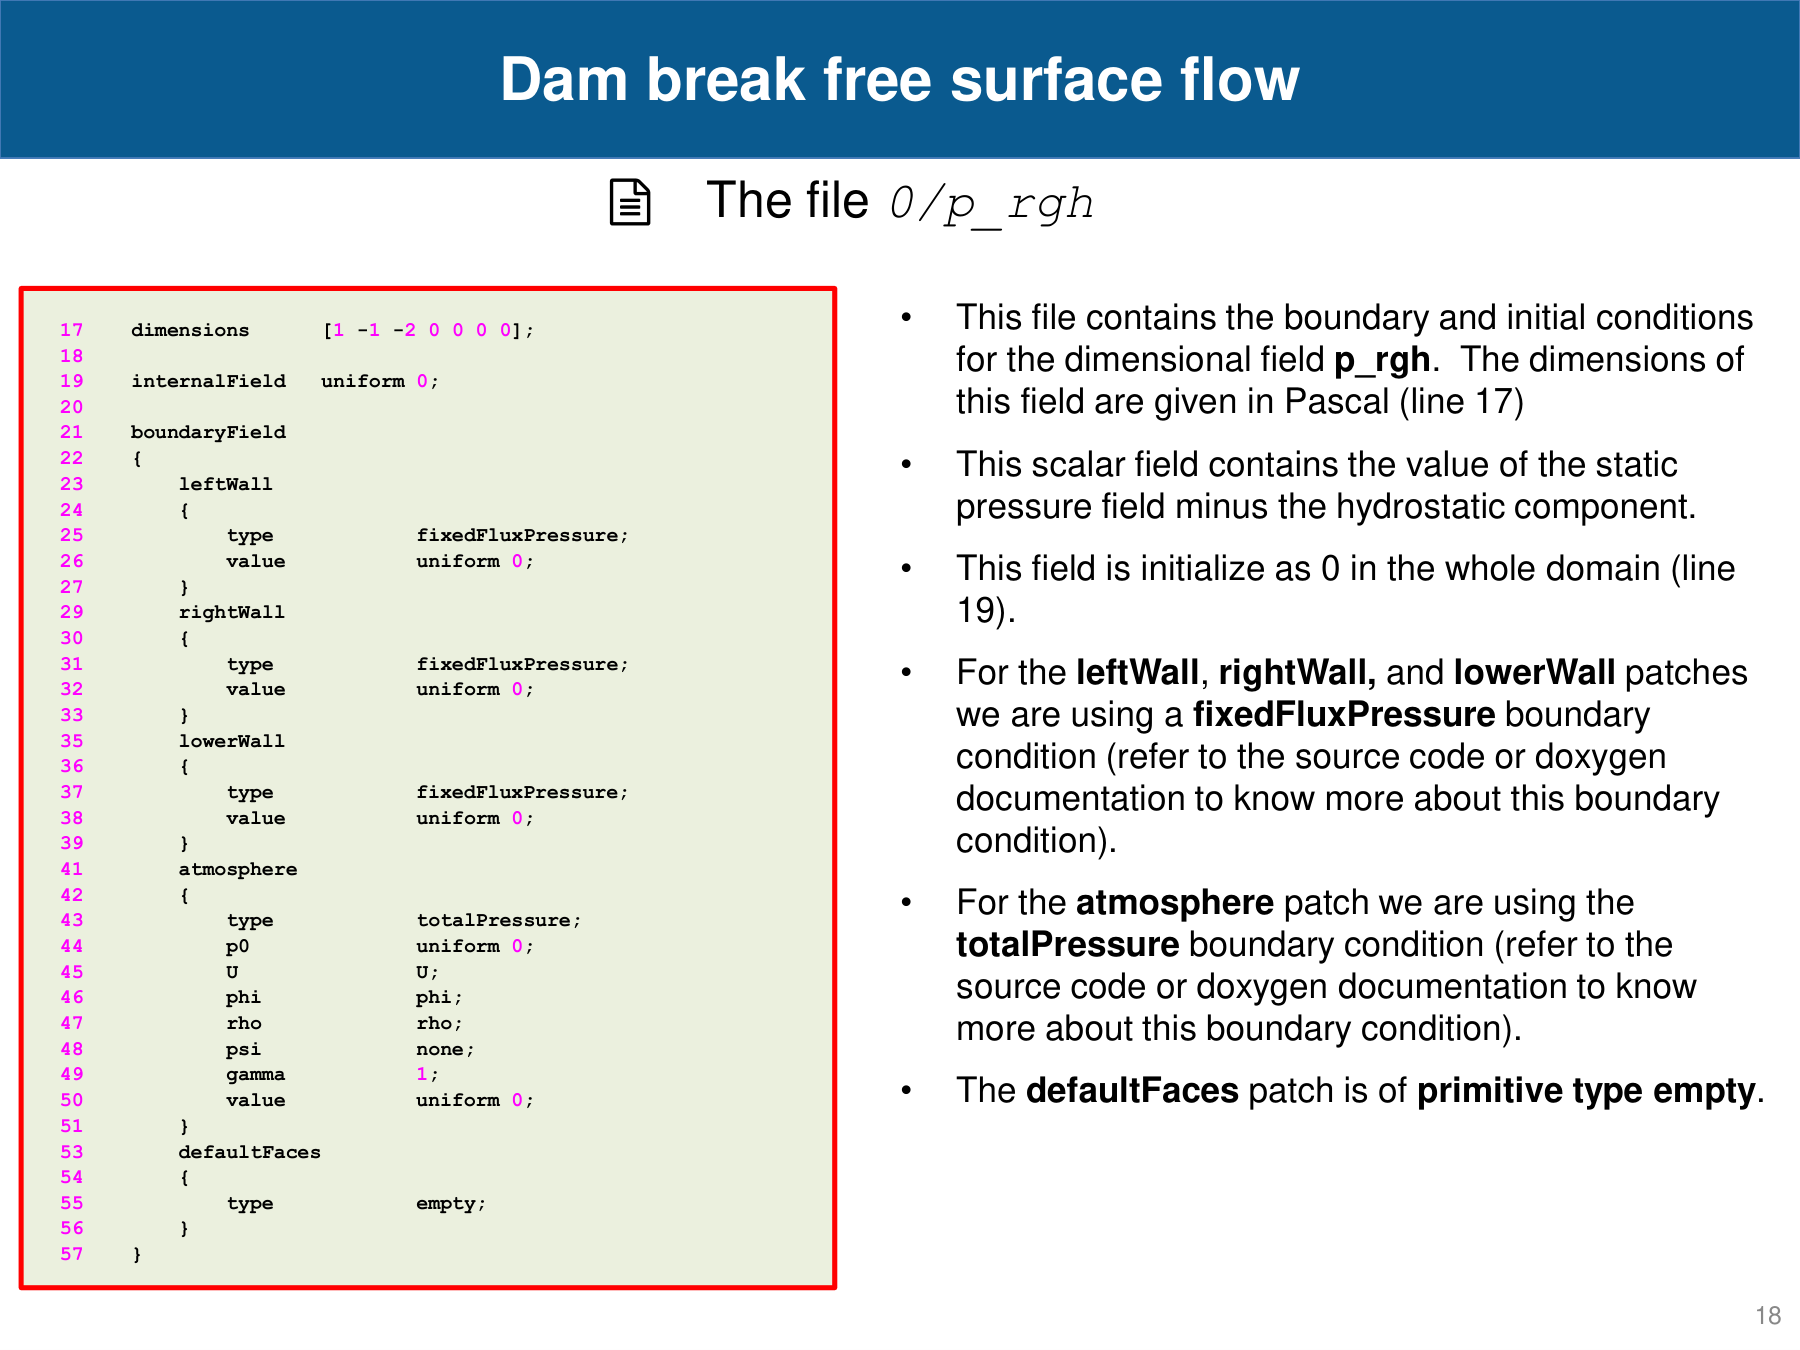 Dam break free surface flow
The file 0/p_rgh
17    dimensions      [1 -1 -2 0 0 0 0];
18
19    internalField   uniform 0;
20
21    boundaryField
22    {
23        leftWall
24        {
25            type            fixedFluxPressure;
26            value           uniform 0;
27        }
29        rightWall
30        {
31            type            fixedFluxPressure;
32            value           uniform 0;
33        }
35        lowerWall
36        {
37            type            fixedFluxPressure;
38            value           uniform 0;
39        }
41        atmosphere
42        {
43            type            totalPressure;
44            p0              uniform 0;
45            U               U;
46            phi             phi;
47            rho             rho;
48            psi             none;
49            gamma           1;
50            value           uniform 0;
51        }
53        defaultFaces
54        {
55            type            empty;
56        }
57    }
• This file contains the boundary and initial conditions
for the dimensional field p_rgh.  The dimensions of
this field are given in Pascal (line 17)
• This scalar field contains the value of the static
pressure field minus the hydrostatic component.
• This field is initialize as 0 in the whole domain (line
19).
• For the leftWall, rightWall, and lowerWall patches
we are using a fixedFluxPressure boundary
condition (refer to the source code or doxygen
documentation to know more about this boundary
condition).
• For the atmosphere patch we are using the
totalPressure boundary condition (refer to the
source code or doxygen documentation to know
more about this boundary condition).
• The defaultFaces patch is of primitive type empty.
18